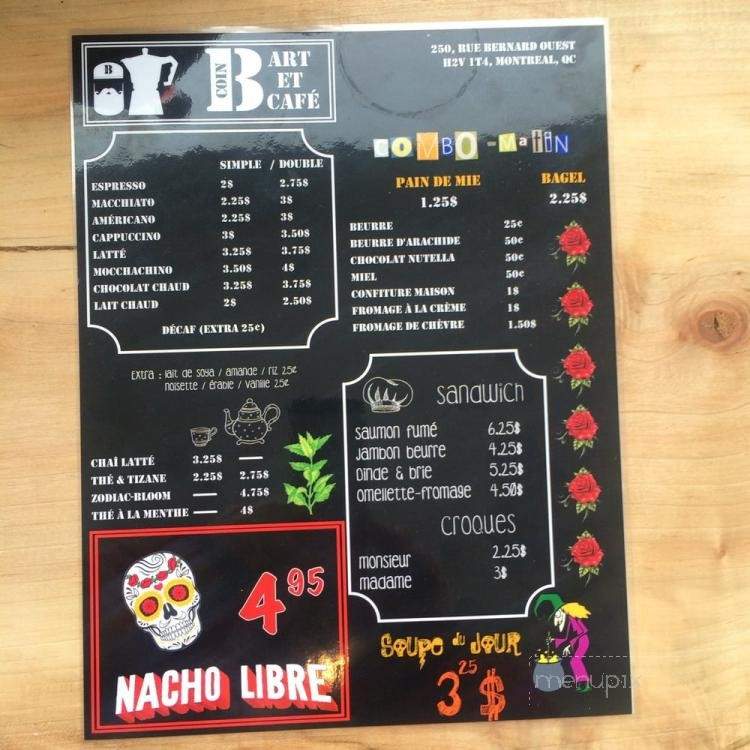 B
COIN
B ART
ET
CAFÉ
250, RUE BERNARD OUEST
H2V 1T4, MONTREAL, QC
SIMPLE / DOUBLE
ESPRESSO 2$ 2.75$
MACCHIATO 2.25$ 3$
AMÉRICANO 2.25$ 3$
CAPPUCCINO 3$ 3.50$
LATTÉ 3.25$ 3.75$
MOCCHACHINO 3.50$ 4$
CHOCOLAT CHAUD 3.25$ 3.75$
LAIT CHAUD 2$ 2.50$
DÉCAF (EXTRA 25¢)
Extra : lait de soya / amande / riz 25¢
noisette / érable / vanille 25¢
CHAÎ LATTÉ 3.25$ —
THÉ & TIZANE 2.25$ 2.75$
ZODIAC-BLOOM — 4.75$
THÉ À LA MENTHE — 4$
4.95
NACHO LIBRE
COMBO-MaTIN
PAIN DE MIE BAGEL
1.25$ 2.25$
BEURRE 25¢
BEURRE D'ARACHIDE 50¢
CHOCOLAT NUTELLA 50¢
MIEL 50¢
CONFITURE MAISON 1$
FROMAGE À LA CRÈME 1$
FROMAGE DE CHÈVRE 1.50$
sandwich
saumon fumé 6.25$
jambon beurre 4.25$
Dinde & brie 5.25$
omellette-fromage 4.50$
croques
monsieur 2.25$
madame 3$
SOUPE du JOUR
3 25 $
menupix